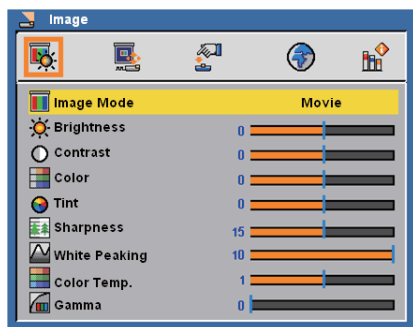 Image
Image Mode Movie
Brightness 0
Contrast 0
Color 0
Tint 0
Sharpness 15
White Peaking 10
Color Temp. 1
Gamma 0